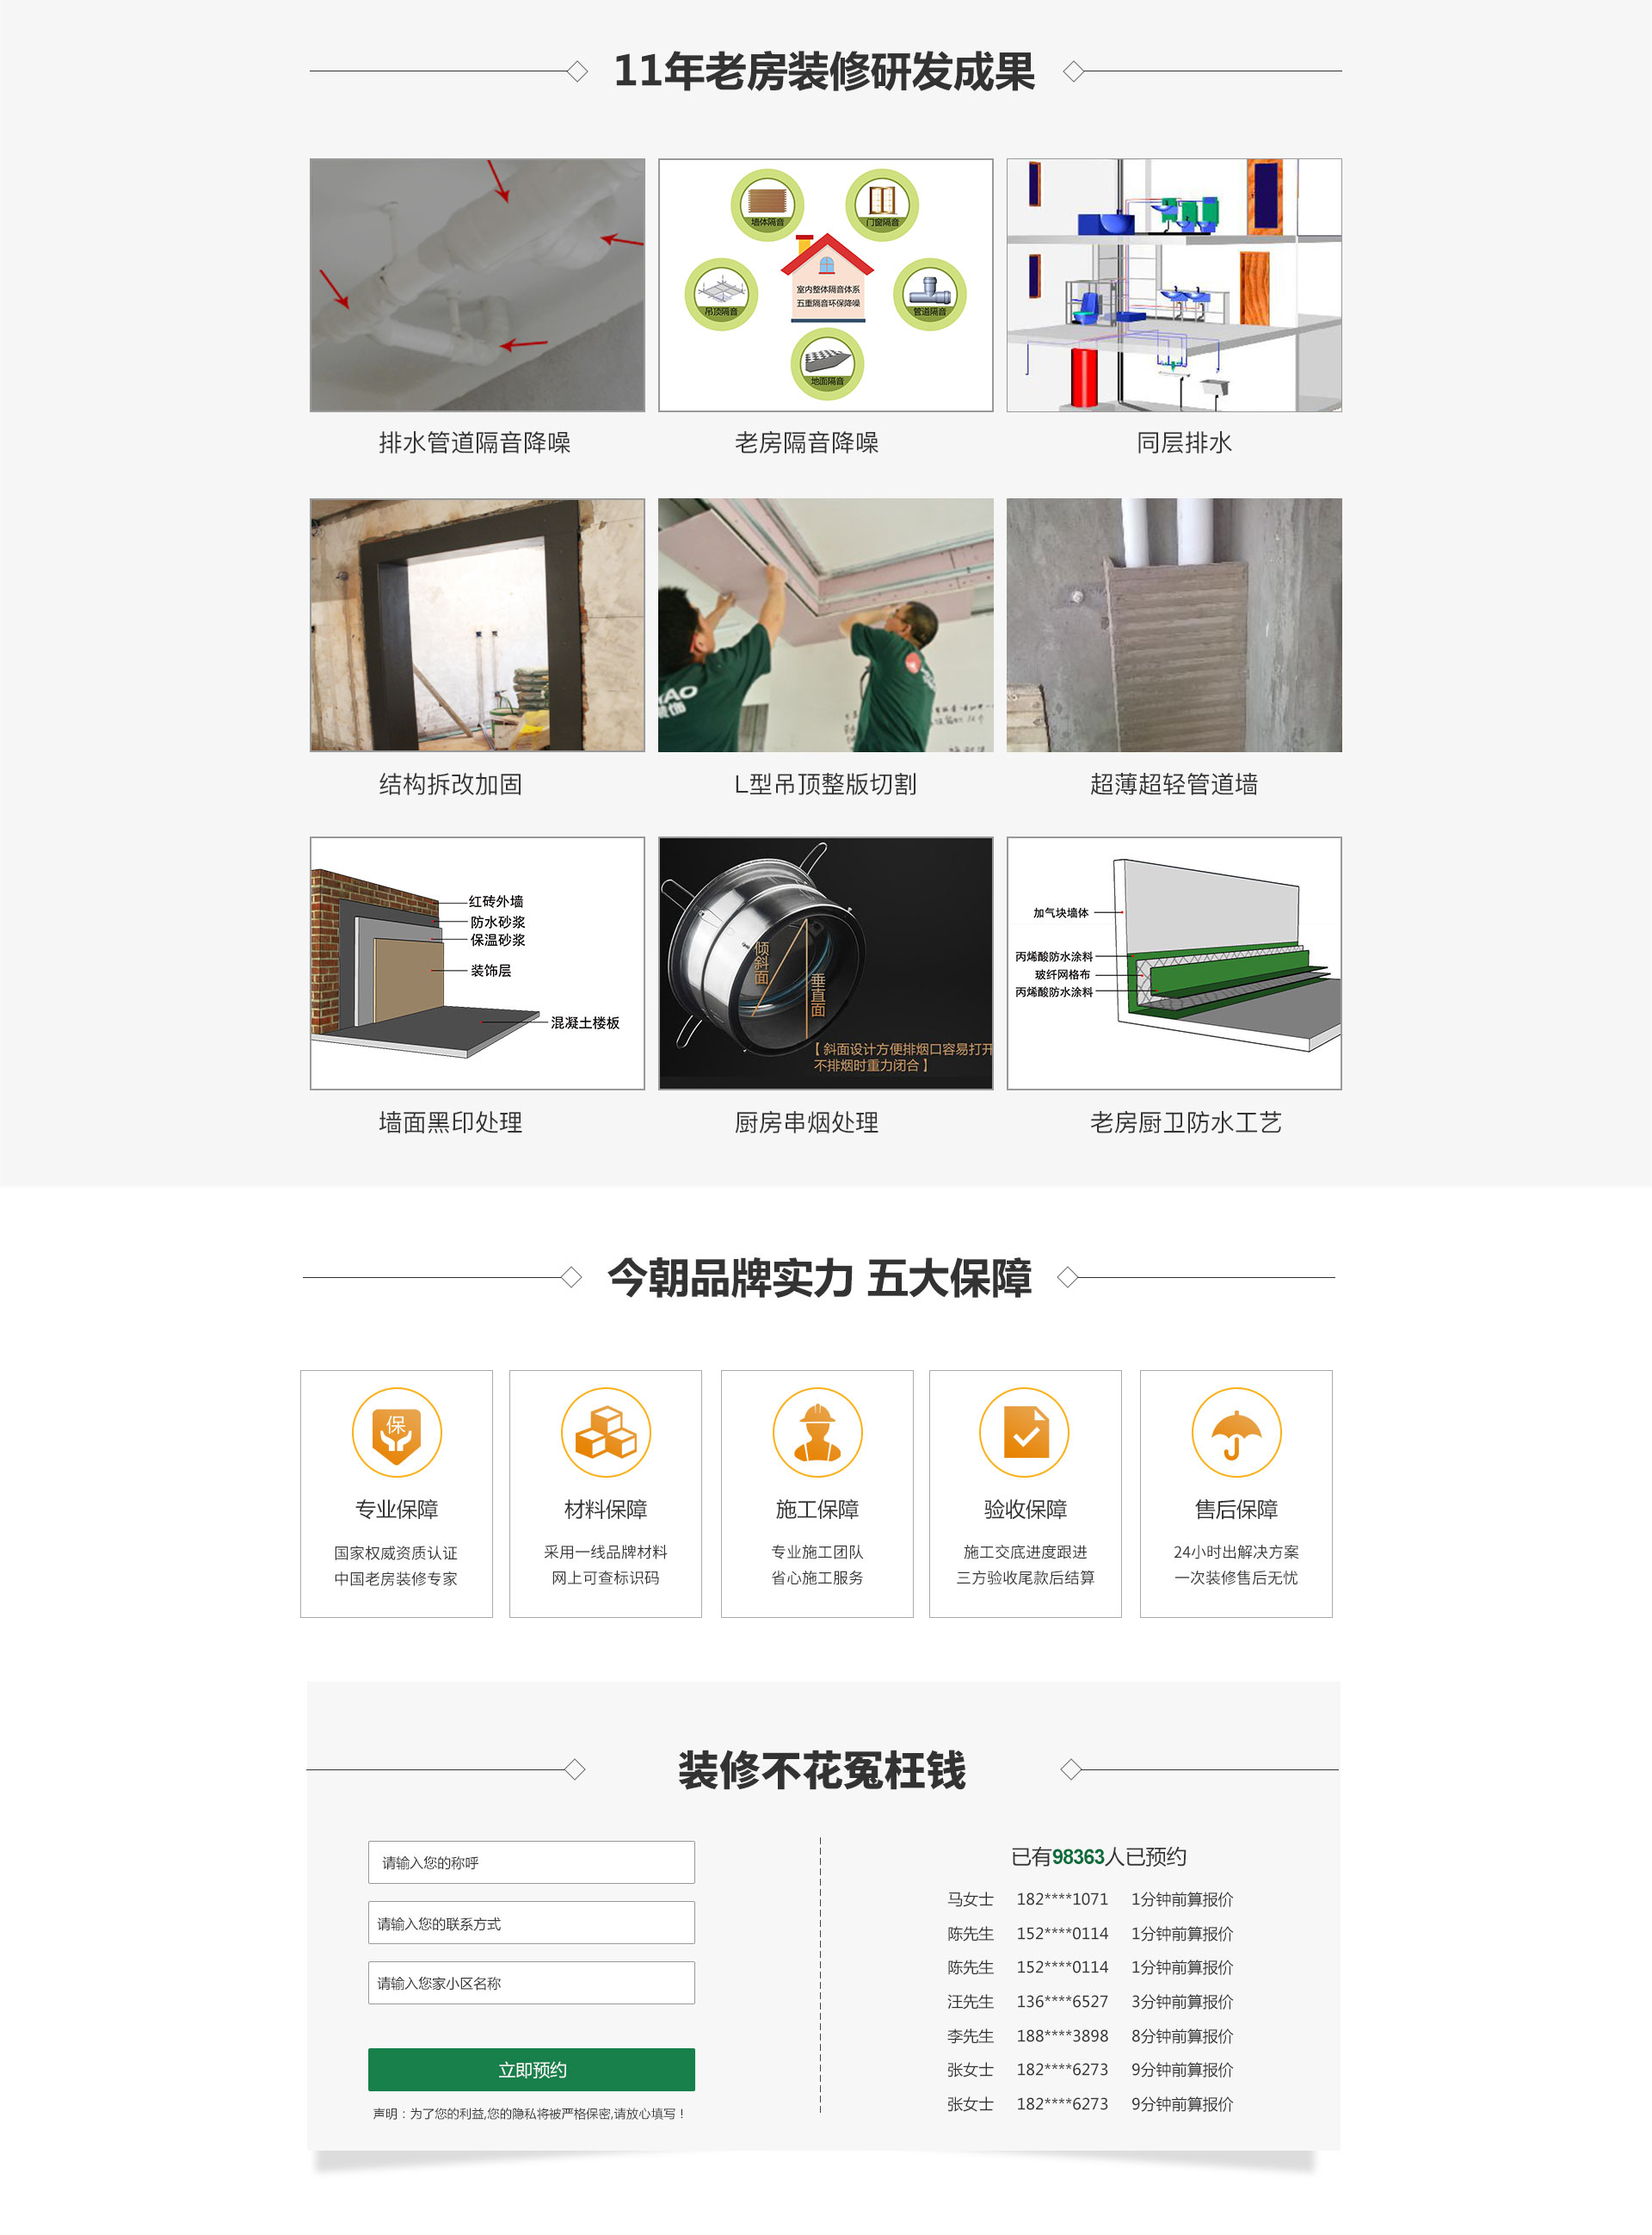 11年老房装修研发成果
墙体隔音
门窗隔音
吊顶隔音
室内整体隔音体系
五重隔音环保降噪
管道隔音
地面隔音
排水管道隔音降噪
老房隔音降噪
同层排水
结构拆改加固
L型吊顶整版切割
超薄超轻管道墙
红砖外墙
防水砂浆
保温砂浆
装饰层
混凝土楼板
倾斜面
垂直面
【 斜面设计方便排烟口容易打开
不排烟时重力闭合 】
加气块墙体
丙烯酸防水涂料
玻纤网格布
丙烯酸防水涂料
墙面黑印处理
厨房串烟处理
老房厨卫防水工艺
今朝品牌实力 五大保障
保
专业保障
国家权威资质认证
中国老房装修专家
材料保障
采用一线品牌材料
网上可查标识码
施工保障
专业施工团队
省心施工服务
验收保障
施工交底进度跟进
三方验收尾款后结算
售后保障
24小时出解决方案
一次装修售后无忧
装修不花冤枉钱
请输入您的称呼
请输入您的联系方式
请输入您家小区名称
立即预约
声明：为了您的利益,您的隐私将被严格保密,请放心填写！
已有98363人已预约
马女士 182****1071 1分钟前算报价
陈先生 152****0114 1分钟前算报价
陈先生 152****0114 1分钟前算报价
汪先生 136****6527 3分钟前算报价
李先生 188****3898 8分钟前算报价
张女士 182****6273 9分钟前算报价
张女士 182****6273 9分钟前算报价